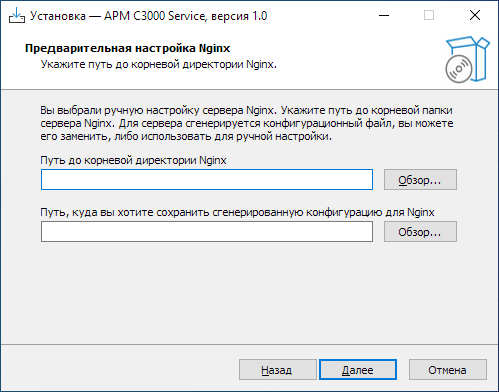 Установка — АРМ С3000 Service, версия 1.0
Предварительная настройка Nginx
Укажите путь до корневой директории Nginx.
Вы выбрали ручную настройку сервера Nginx. Укажите путь до корневой папки
сервера Nginx. Для сервера сгенерируется конфигурационный файл, вы можете
его заменить, либо использовать для ручной настройки.
Путь до корневой директории Nginx
Обзор...
Путь, куда вы хотите сохранить сгенерированную конфигурацию для Nginx
Обзор...
Назад Далее Отмена